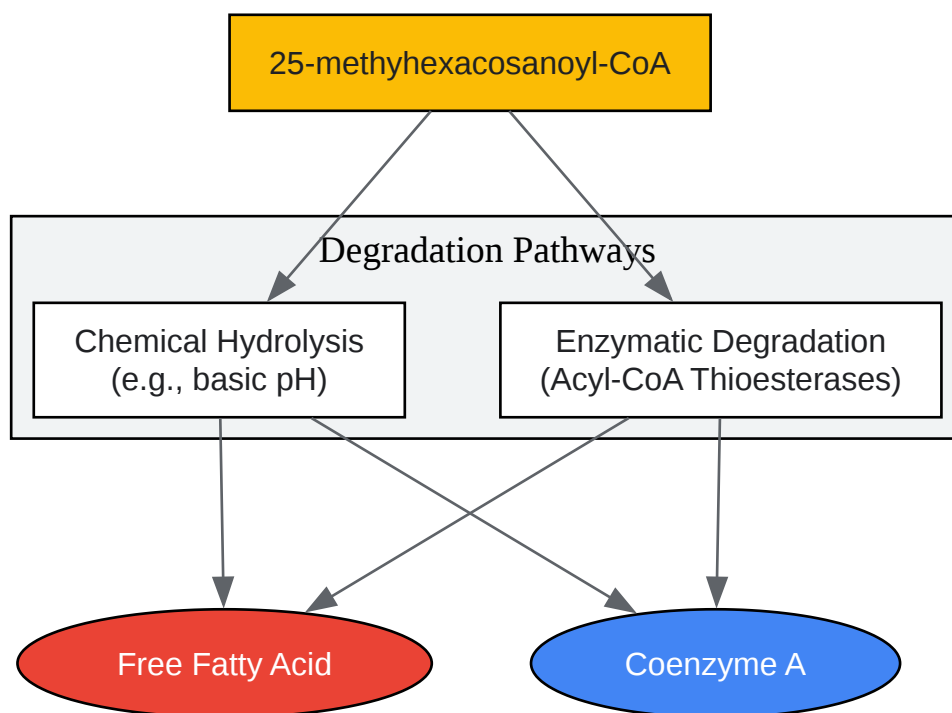 25-methyhexacosanoyl-CoA
Degradation Pathways
Chemical Hydrolysis
(e.g., basic pH)
Enzymatic Degradation
(Acyl-CoA Thioesterases)
Free Fatty Acid
Coenzyme A